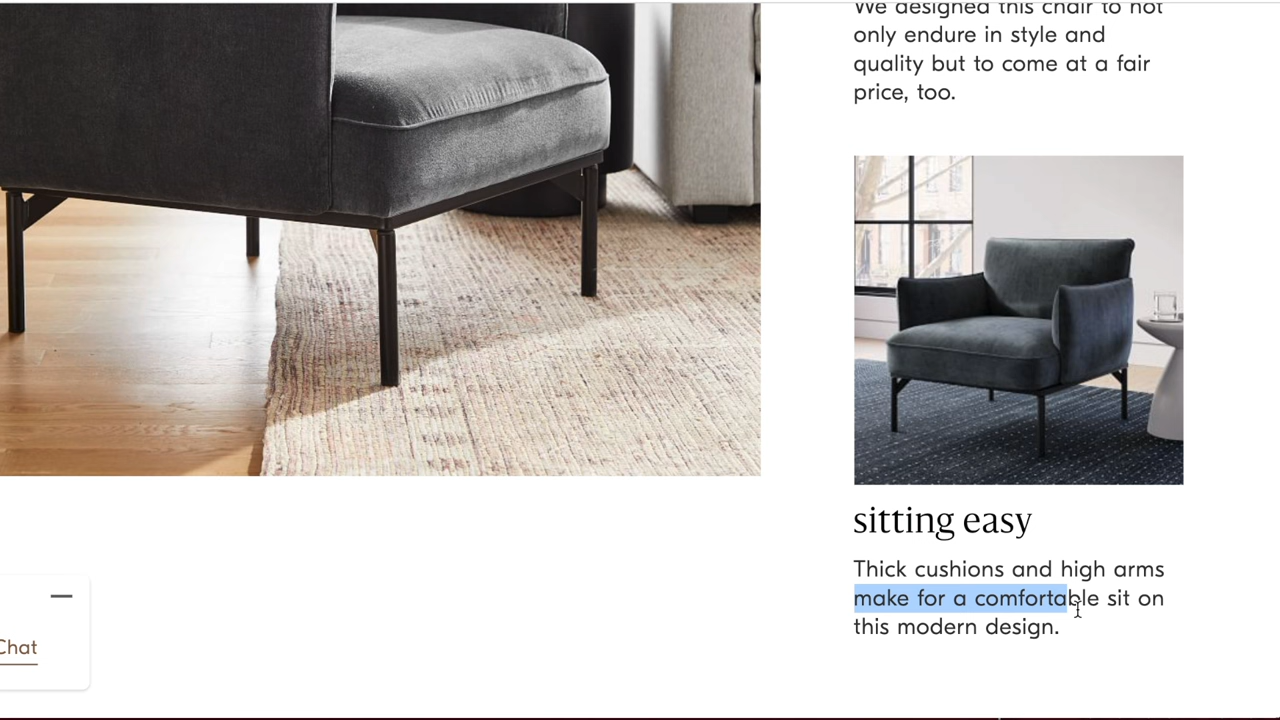 We designed this chair to not
only endure in style and
quality but to come at a fair
price, too.
sitting easy
Thick cushions and high arms
make for a comfortable sit on
this modern design.
Chat